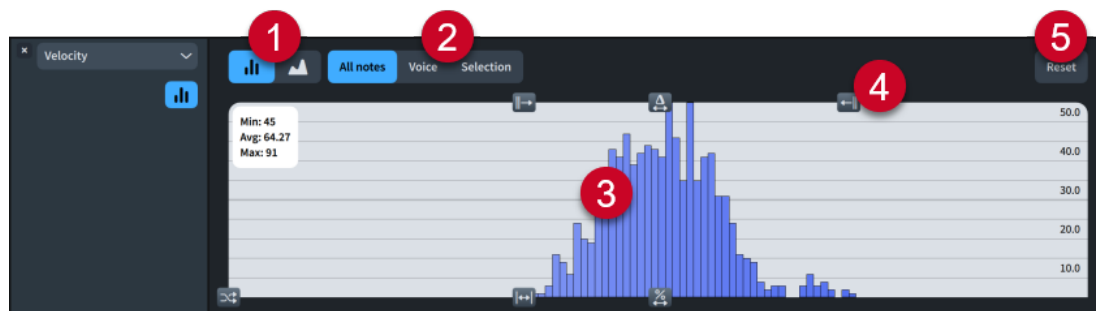 1
2
5
× Velocity
All notes Voice Selection
Reset
4
Min: 45
Avg: 64.27
Max: 91
50.0
40.0
3
30.0
20.0
10.0
Δ
%